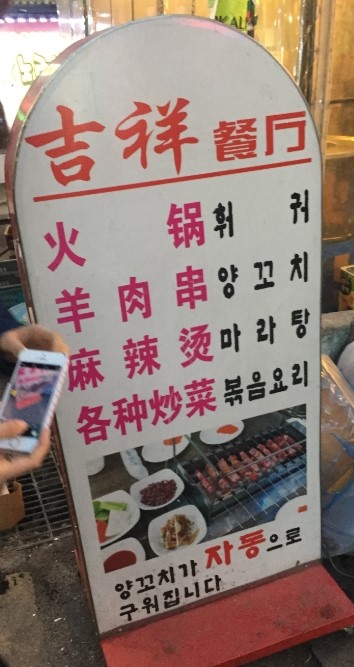 吉祥 餐厅
火锅 휘궈
羊肉串 양꼬치
麻辣烫 마라탕
各种炒菜 볶음요리
양꼬치가 자동으로
구워집니다